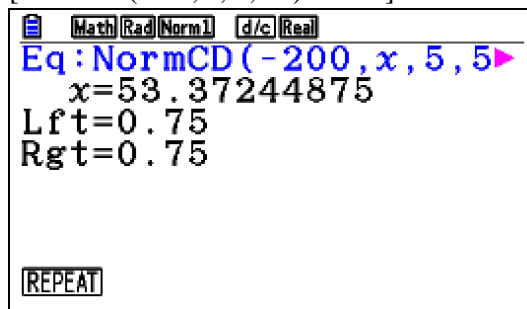 Math Rad Norm1 d/c Real
Eq:NormCD(-200,x,5,5
x=53.37244875
Lft=0.75
Rgt=0.75
REPEAT